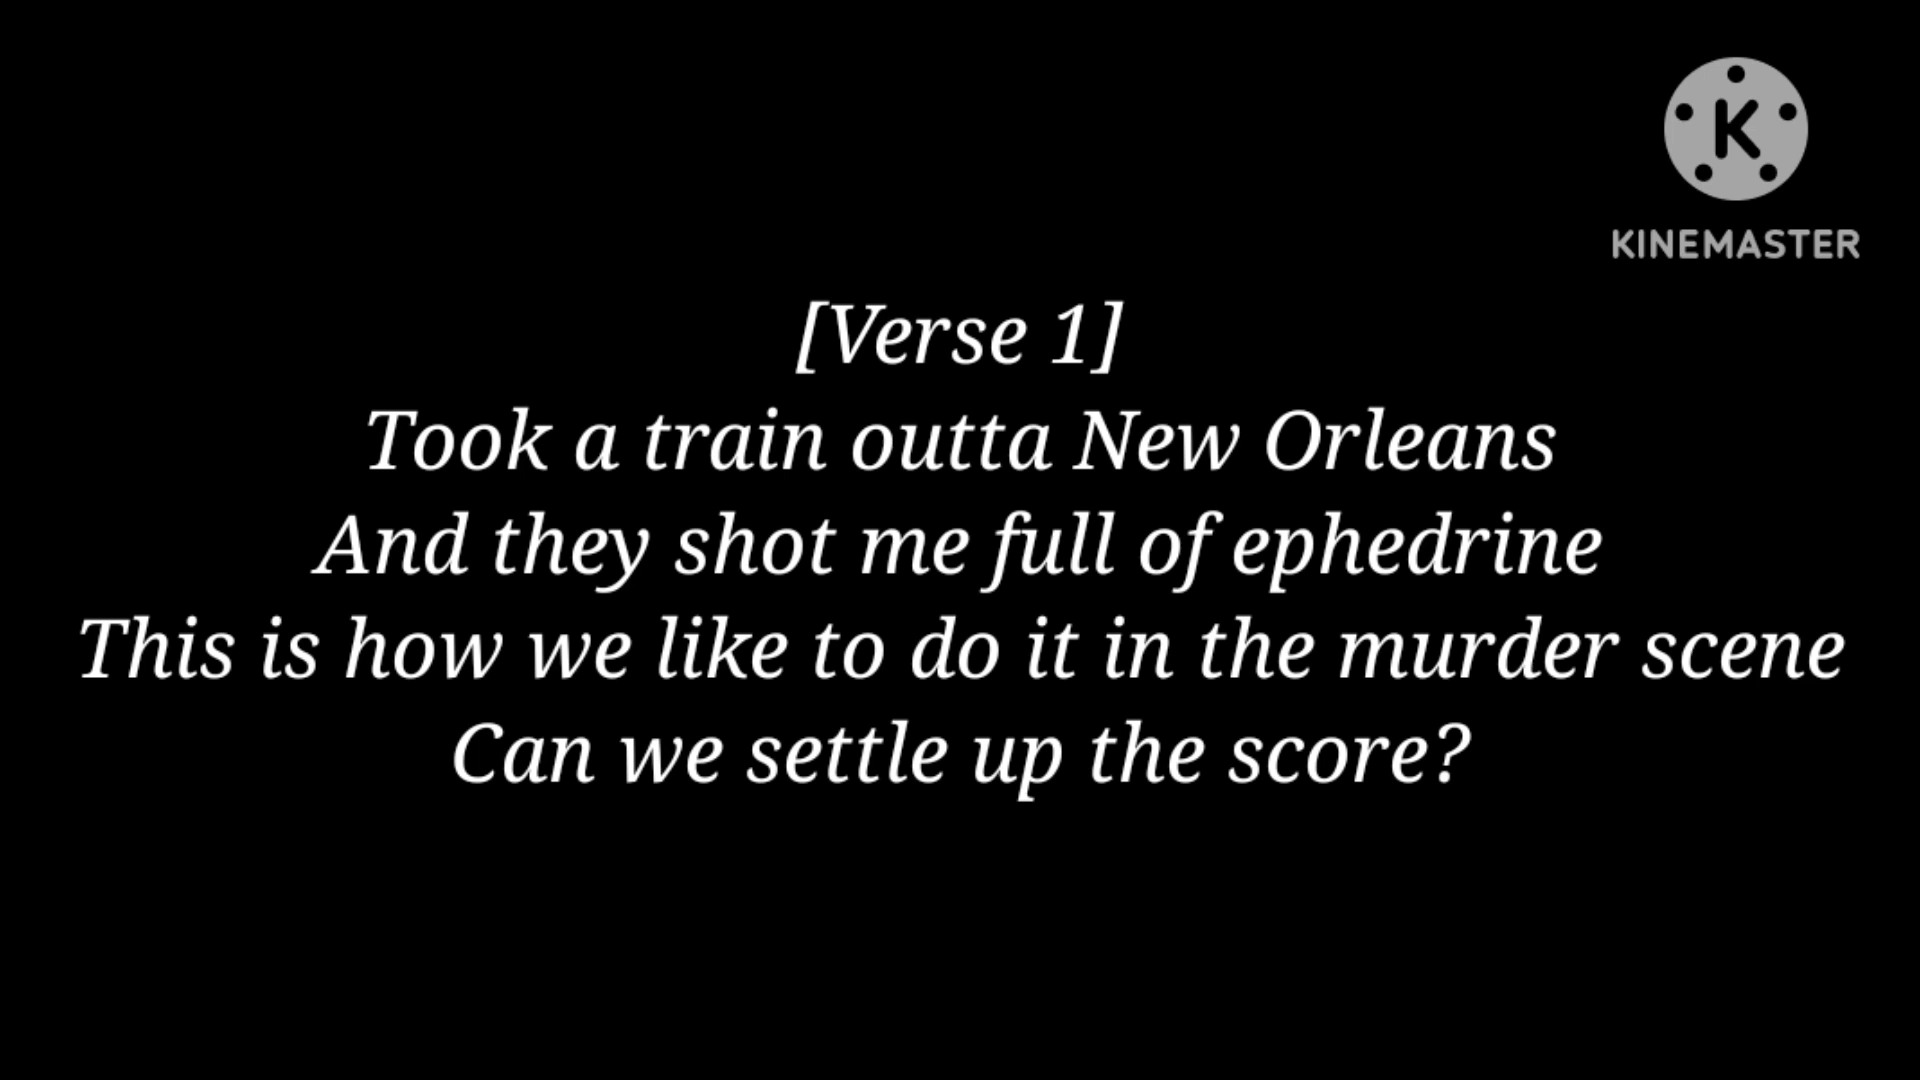 K
KINEMASTER
[Verse 1]
Took a train outta New Orleans
And they shot me full of ephedrine
This is how we like to do it in the murder scene
Can we settle up the score?